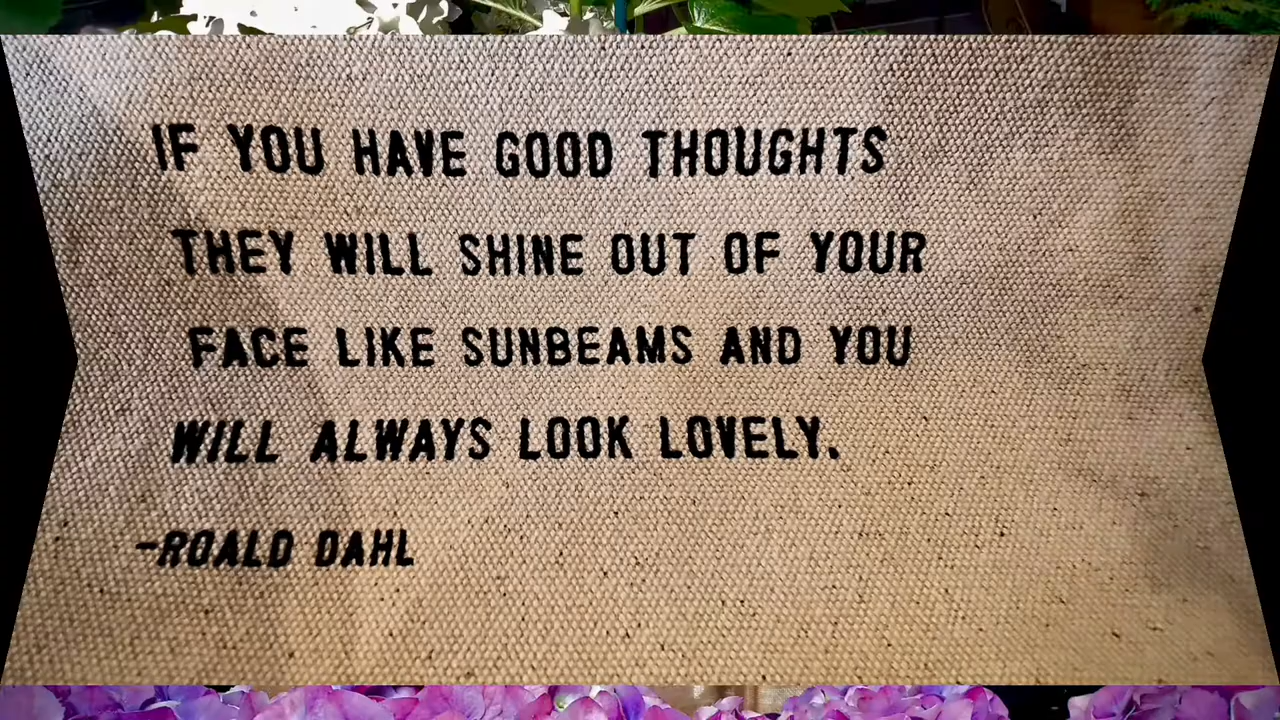 IF YOU HAVE GOOD THOUGHTS
THEY WILL SHINE OUT OF YOUR
FACE LIKE SUNBEAMS AND YOU
WILL ALWAYS LOOK LOVELY.
-ROALD DAHL